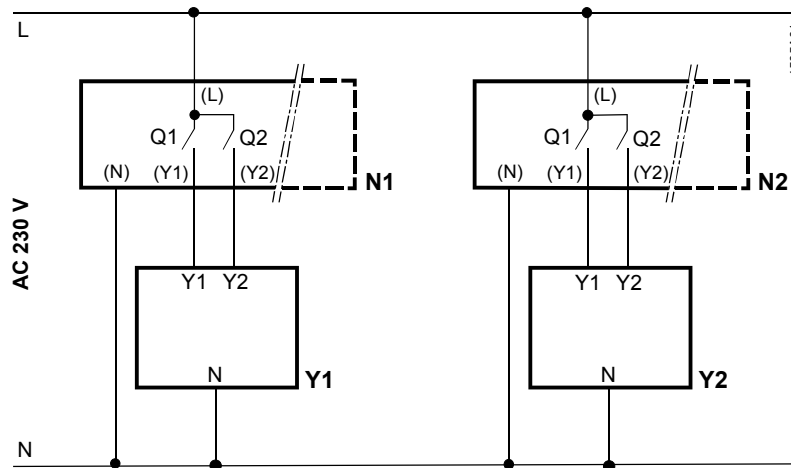 L
(L)
(L)
Q1 Q2
Q1 Q2
(N) (Y1) (Y2) N1
(N) (Y1) (Y2) N2
AC 230 V
Y1 Y2
Y1 Y2
N Y1
N Y2
N